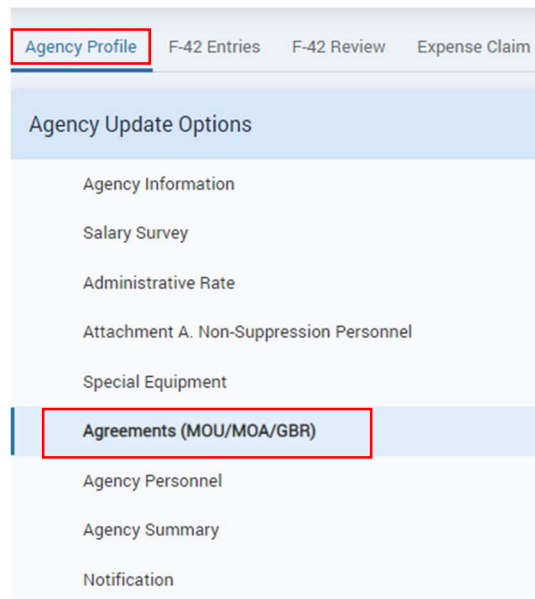 Agency Profile F-42 Entries F-42 Review Expense Claim
Agency Update Options
Agency Information
Salary Survey
Administrative Rate
Attachment A. Non-Suppression Personnel
Special Equipment
Agreements (MOU/MOA/GBR)
Agency Personnel
Agency Summary
Notification